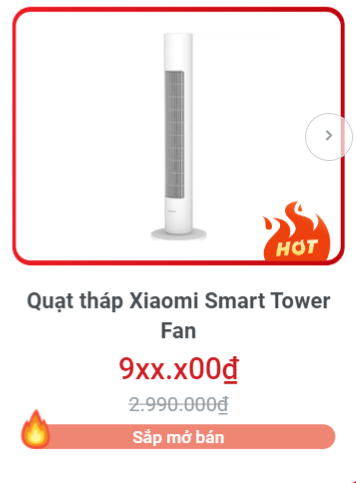 HOT
Quạt tháp Xiaomi Smart Tower
Fan
9xx.x00₫
2.990.000₫
Sắp mở bán